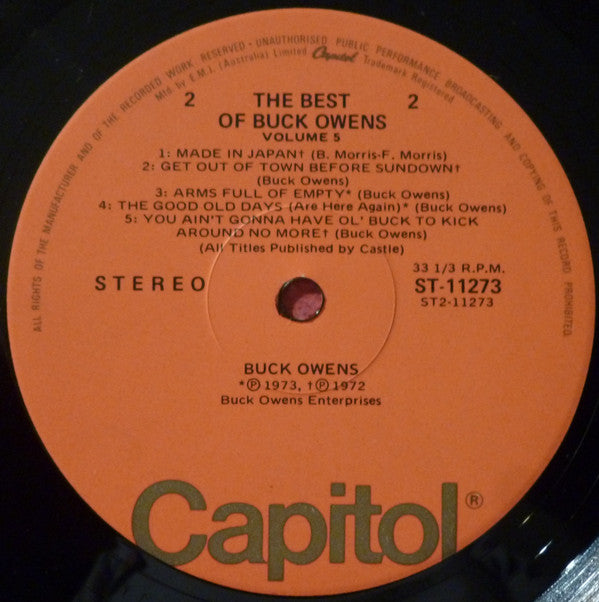 ALL RIGHTS OF THE MANUFACTURER AND OF THE RECORDED WORK RESERVED • UNAUTHORISED PUBLIC PERFORMANCE BROADCASTING AND COPYING OF THIS RECORD PROHIBITED
Mfd by E.M.I. (Australia) Limited Capitol Trademark Registered
2 THE BEST 2
OF BUCK OWENS
VOLUME 5
1: MADE IN JAPAN† (B. Morris-F. Morris)
2: GET OUT OF TOWN BEFORE SUNDOWN†
(Buck Owens)
3: ARMS FULL OF EMPTY* (Buck Owens)
4: THE GOOD OLD DAYS (Are Here Again)* (Buck Owens)
5: YOU AIN'T GONNA HAVE OL' BUCK TO KICK
AROUND NO MORE† (Buck Owens)
(All Titles Published by Castle)
33 1/3 R.P.M.
STEREO ST-11273
ST2-11273
BUCK OWENS
*Ⓟ1973, †Ⓟ1972
Buck Owens Enterprises
Capitol®